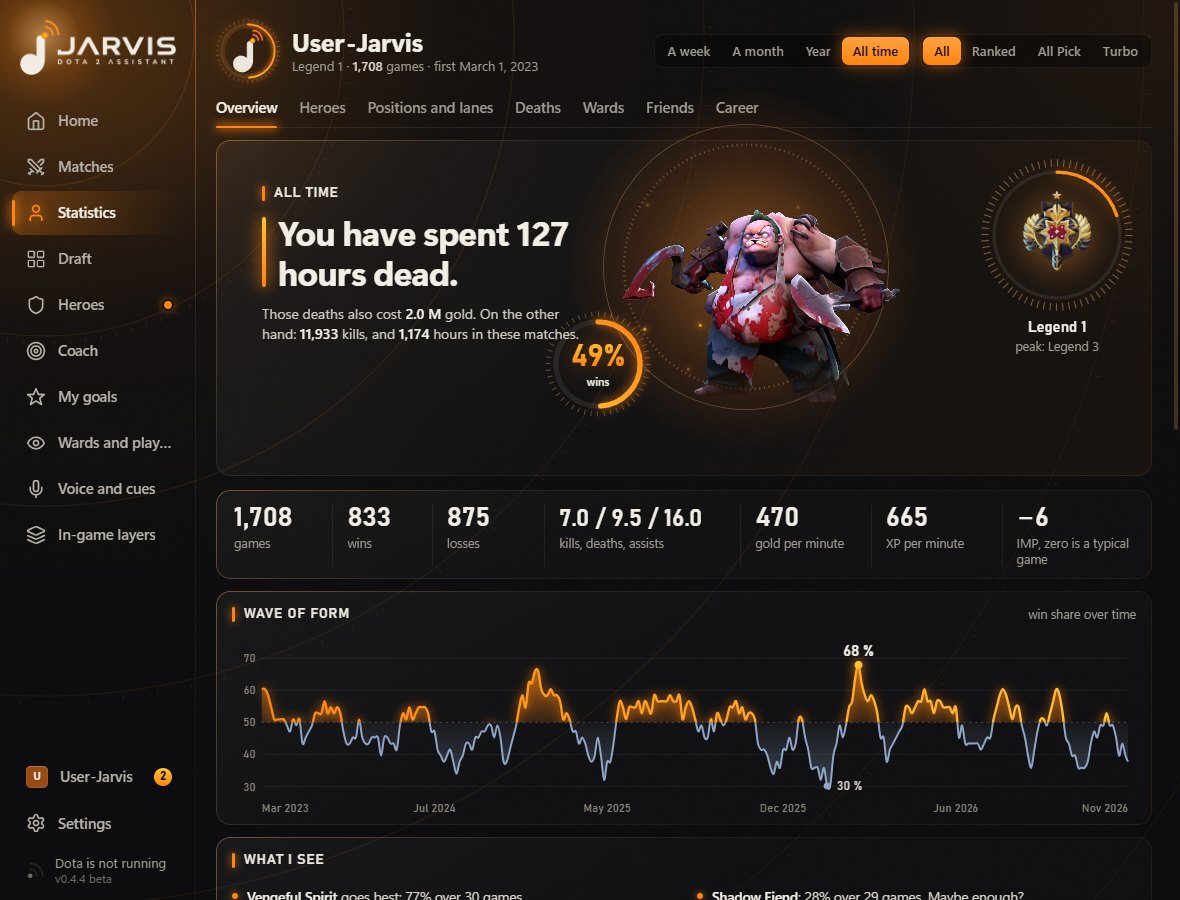 JARVIS
DOTA 2 ASSISTANT
Home
Matches
Statistics
Draft
Heroes
Coach
My goals
Wards and play...
Voice and cues
In-game layers
U User-Jarvis 2
Settings
Dota is not running
v0.4.4 beta
User-Jarvis
Legend 1 · 1,708 games · first March 1, 2023
A week A month Year All time All Ranked All Pick Turbo
Overview Heroes Positions and lanes Deaths Wards Friends Career
ALL TIME
You have spent 127
hours dead.
Those deaths also cost 2.0 M gold. On the other
hand: 11,933 kills, and 1,174 hours in these matches.
49%
wins
Legend 1
peak: Legend 3
1,708
games
833
wins
875
losses
7.0 / 9.5 / 16.0
kills, deaths, assists
470
gold per minute
665
XP per minute
−6
IMP, zero is a typical
game
WAVE OF FORM
win share over time
68 %
70
60
50
40
30
30 %
Mar 2023 Jul 2024 May 2025 Dec 2025 Jun 2026 Nov 2026
WHAT I SEE
Vengeful Spirit goes best: 77% over 30 games.
Shadow Fiend: 28% over 29 games. Maybe enough?